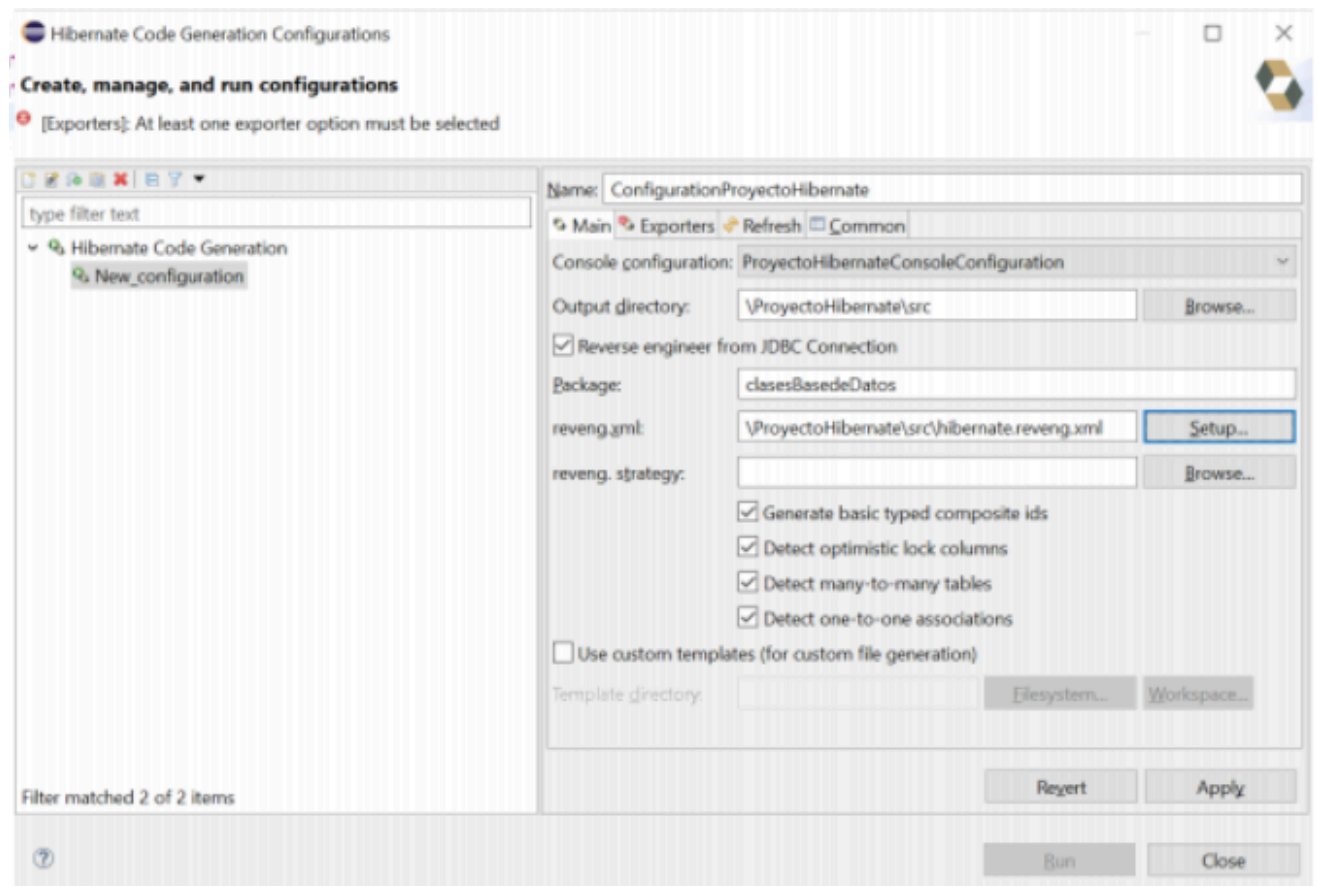 Hibernate Code Generation Configurations
Create, manage, and run configurations
[Exporters]: At least one exporter option must be selected
type filter text
Hibernate Code Generation
New_configuration
Filter matched 2 of 2 items
Name: ConfigurationProyectoHibernate
Main Exporters Refresh Common
Console configuration: ProyectoHibernateConsoleConfiguration
Output directory: \ProyectoHibernate\src Browse...
Reverse engineer from JDBC Connection
Package: clasesBasedeDatos
reveng.xml: \ProyectoHibernate\src\hibernate.reveng.xml Setup...
reveng. strategy: Browse...
Generate basic typed composite ids
Detect optimistic lock columns
Detect many-to-many tables
Detect one-to-one associations
Use custom templates (for custom file generation)
Template directory: Filesystem... Workspace...
Revert Apply
? Run Close